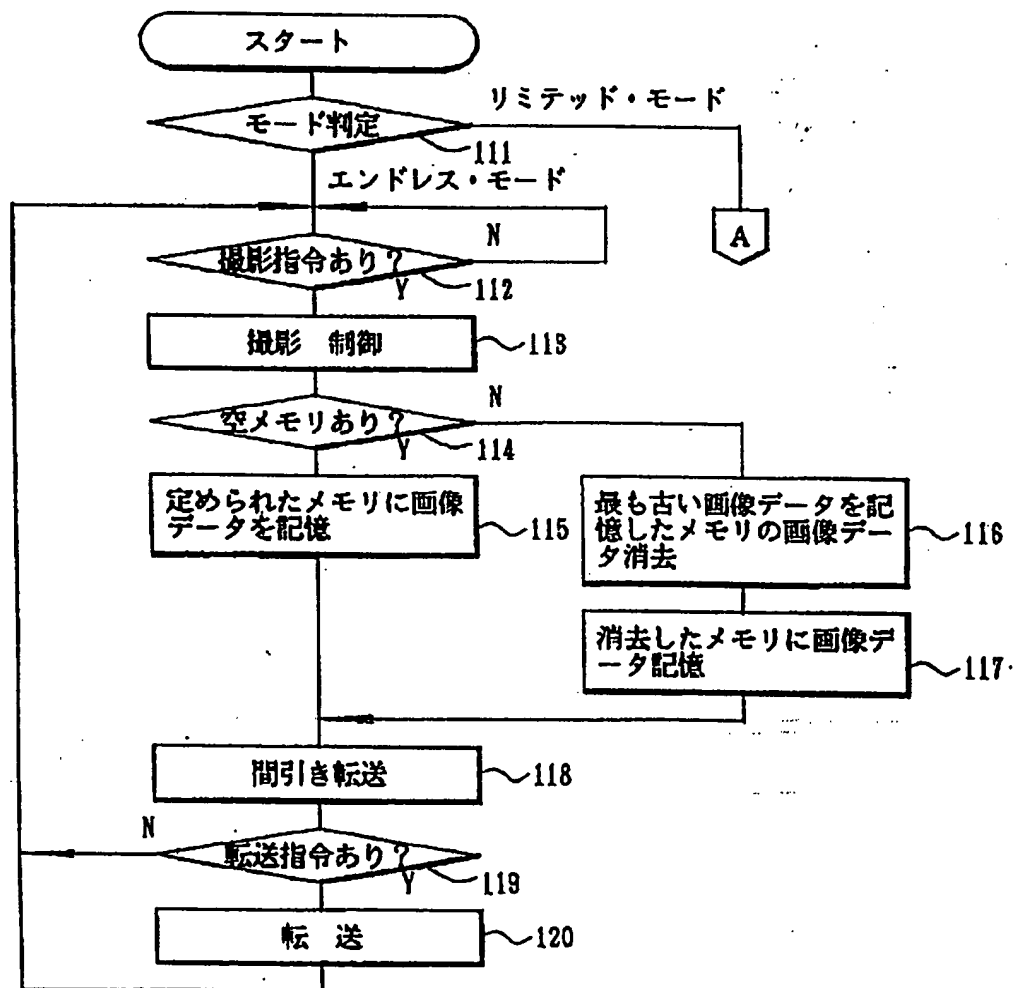 スタート
リミテッド・モード
モード判定
111
エンドレス・モード
A
N
撮影指令あり?
Y
112
撮影 制御
113
N
空メモリあり?
Y
114
定められたメモリに画像
データを記憶
115
最も古い画像データを記
憶したメモリの画像デー
タ消去
116
消去したメモリに画像デ
ータ記憶
117
間引き転送
118
N
転送指令あり?
Y
119
転 送
120